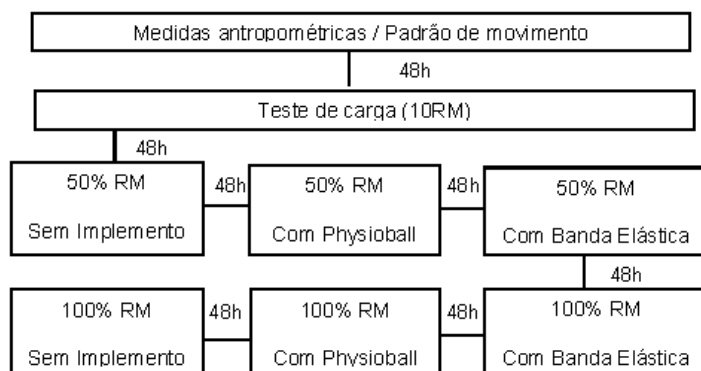 Medidas antropométricas / Padrão de movimento
48h
Teste de carga (10RM)
48h
50% RM
Sem Implemento
48h
50% RM
Com Physioball
48h
50% RM
Com Banda Elástica
48h
100% RM
Sem Implemento
48h
100% RM
Com Physioball
48h
100% RM
Com Banda Elástica